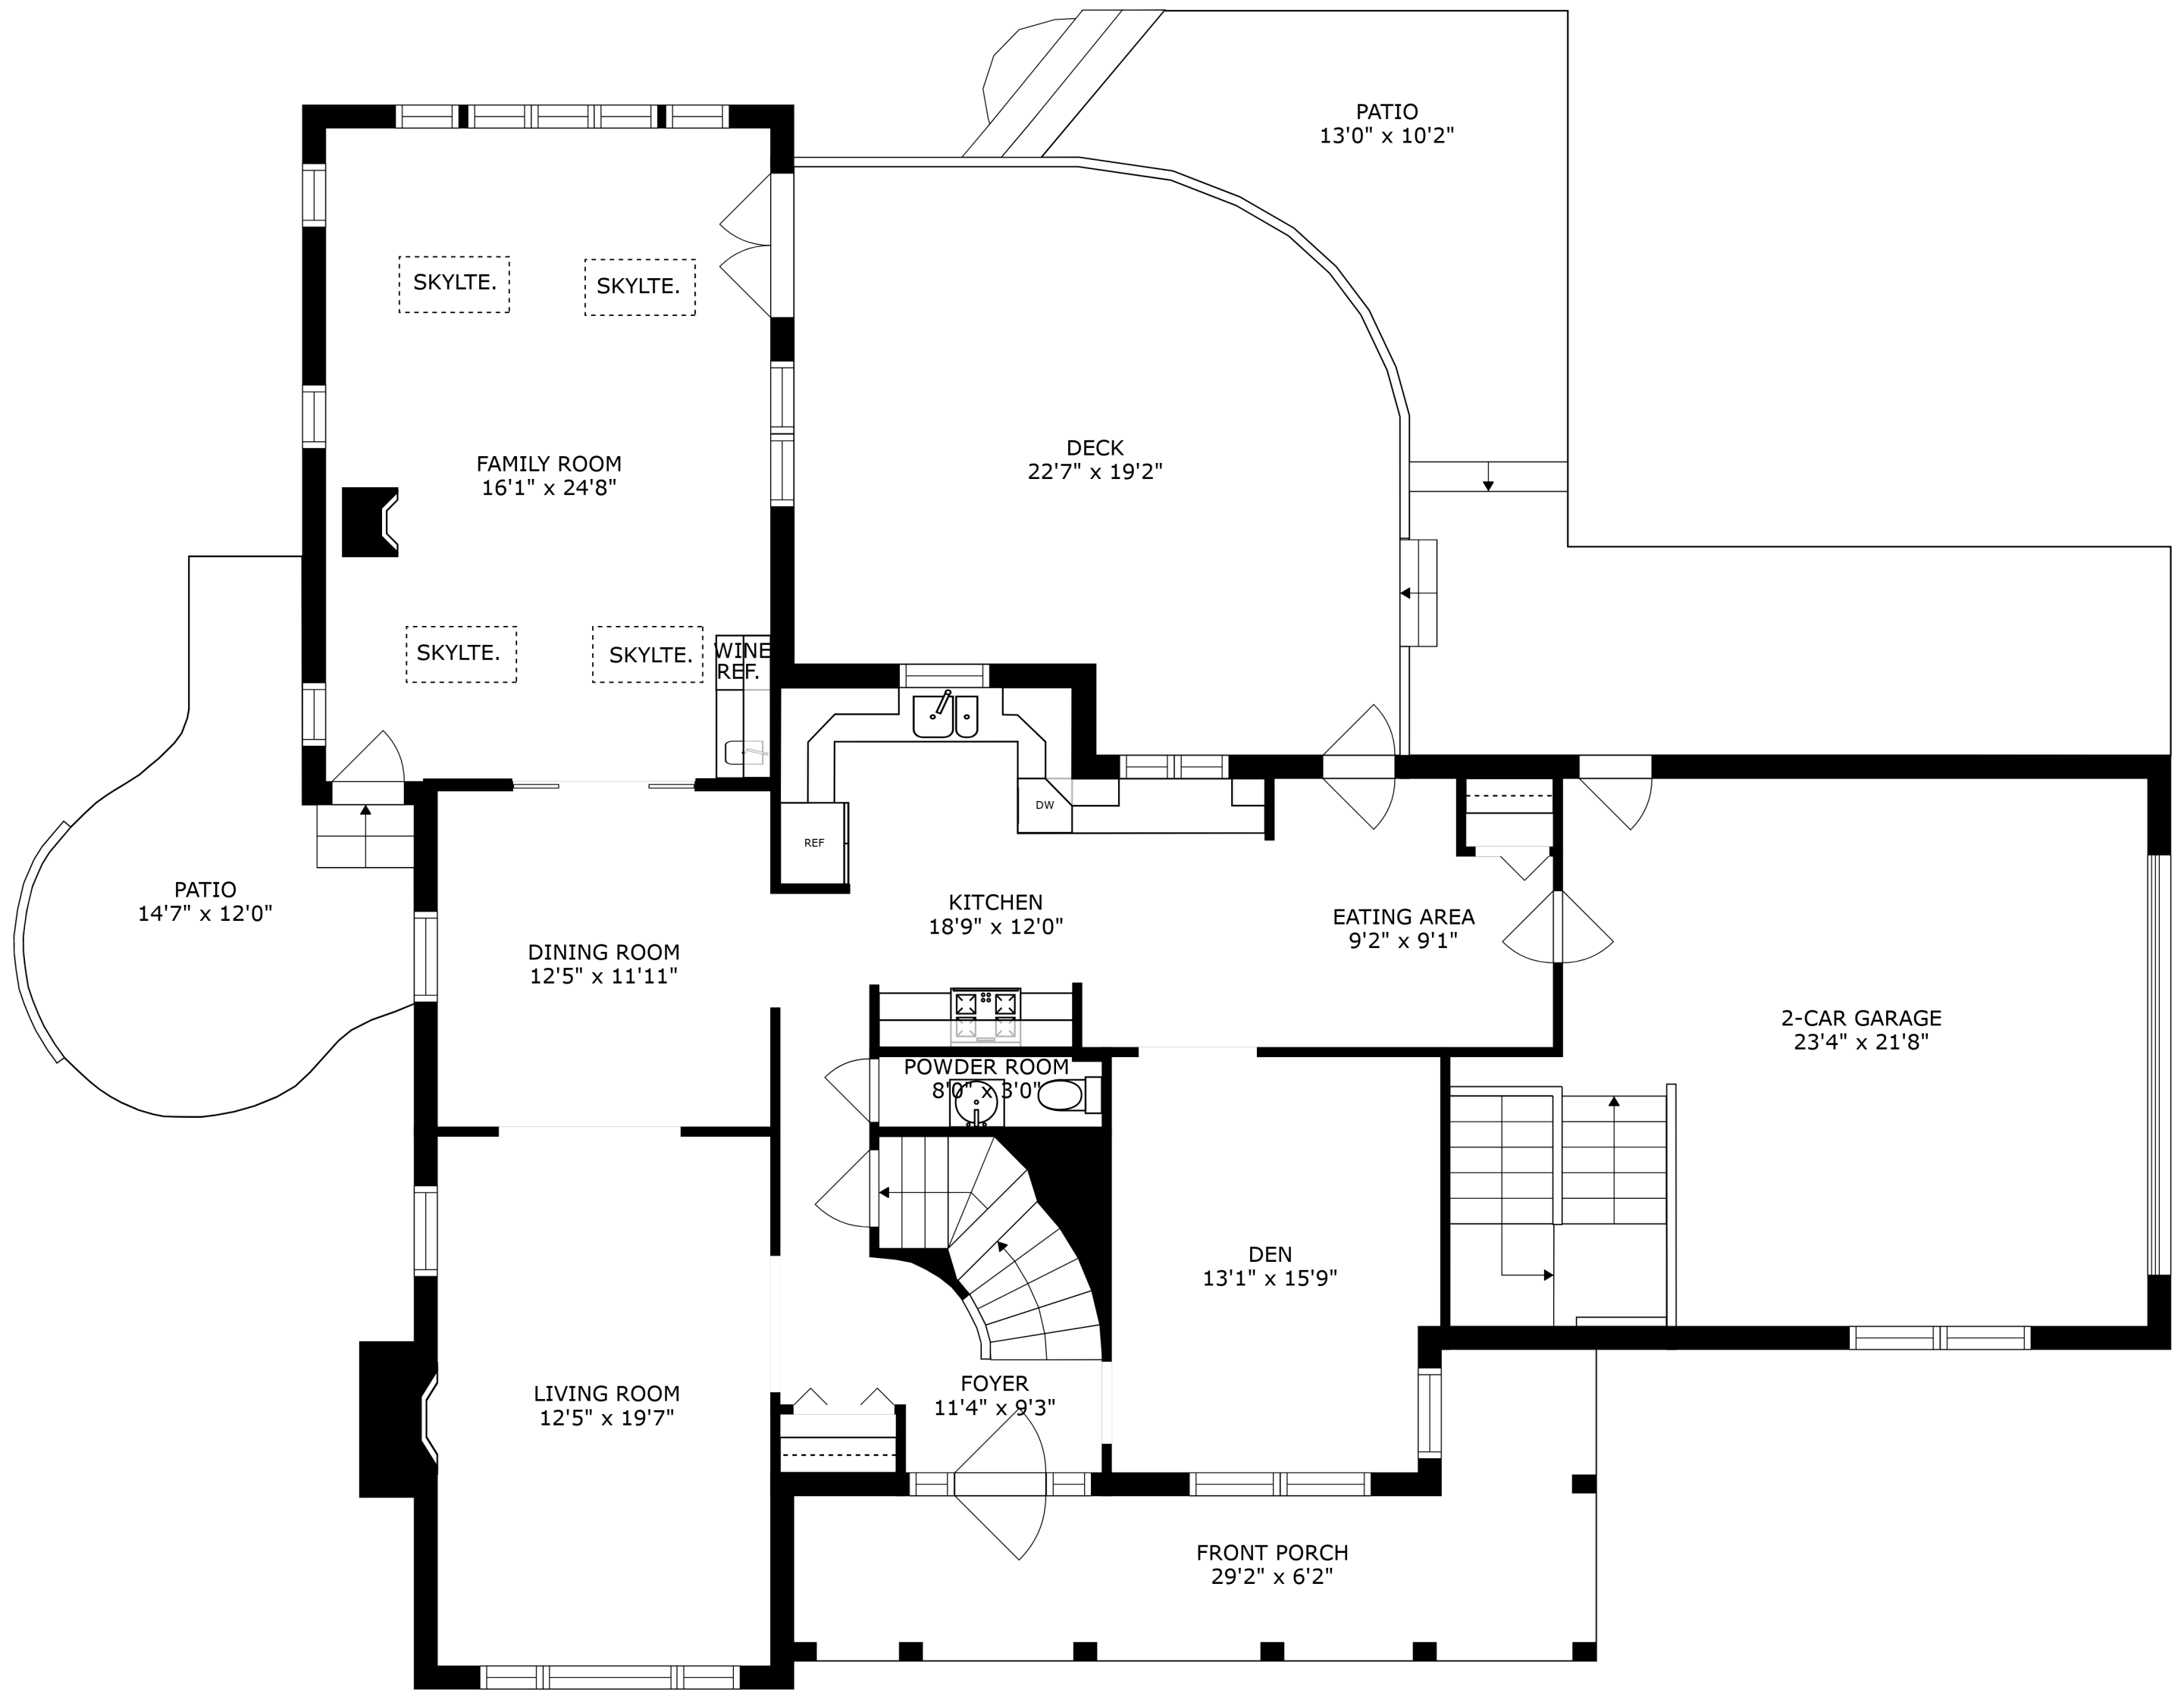 PATIO
13'0" x 10'2"
SKYLTE.
SKYLTE.
DECK
22'7" x 19'2"
FAMILY ROOM
16'1" x 24'8"
SKYLTE.
SKYLTE.
WINE
REF.
DW
REF
PATIO
14'7" x 12'0"
KITCHEN
18'9" x 12'0"
EATING AREA
9'2" x 9'1"
DINING ROOM
12'5" x 11'11"
2-CAR GARAGE
23'4" x 21'8"
POWDER ROOM
8'0" x 3'0"
DEN
13'1" x 15'9"
FOYER
11'4" x 9'3"
LIVING ROOM
12'5" x 19'7"
FRONT PORCH
29'2" x 6'2"